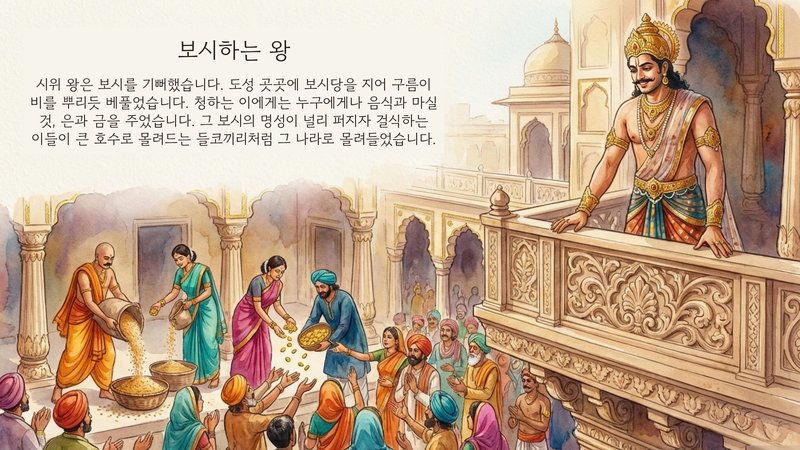 보시하는 왕
시위 왕은 보시를 기뻐했습니다. 도성 곳곳에 보시당을 지어 구름이
비를 뿌리듯 베풀었습니다. 청하는 이에게는 누구에게나 음식과 마실
것, 은과 금을 주었습니다. 그 보시의 명성이 널리 퍼지자 걸식하는
이들이 큰 호수로 몰려드는 들코끼리처럼 그 나라로 몰려들었습니다.